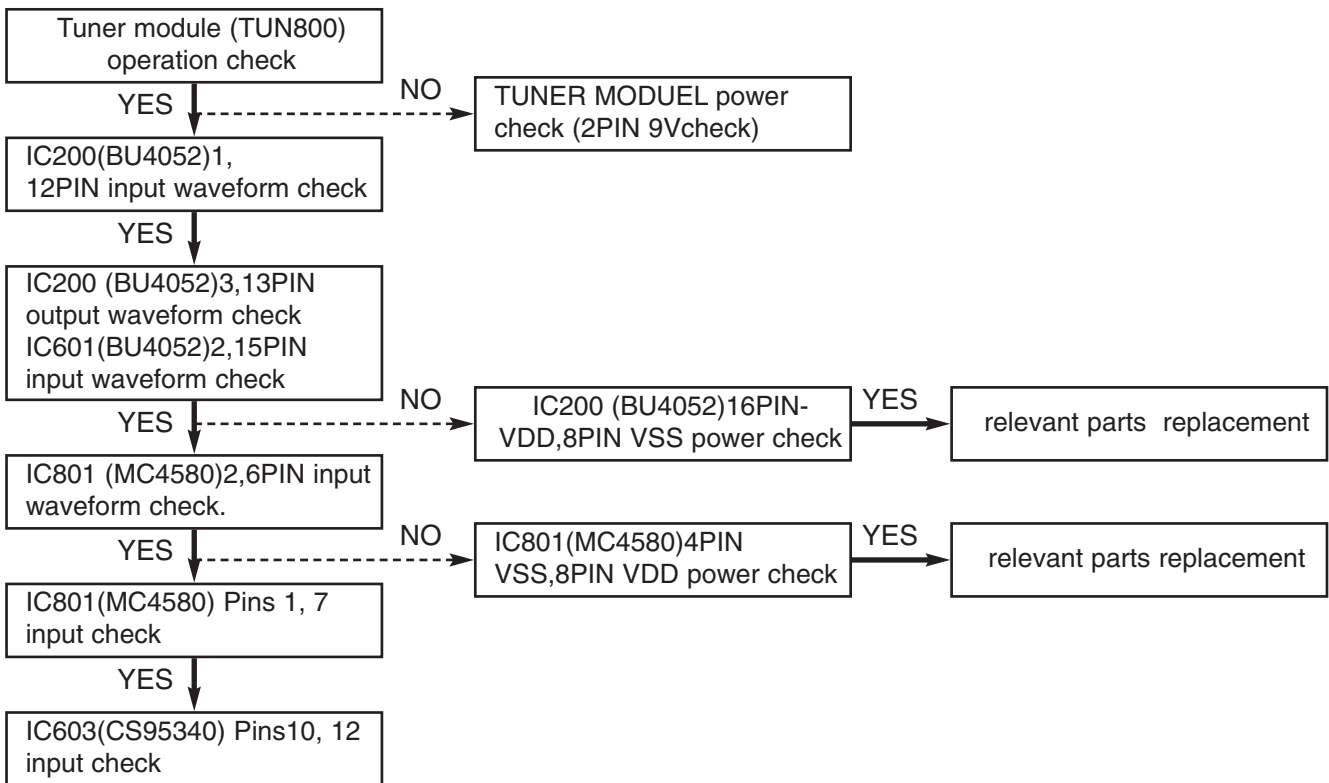 Tuner module (TUN800)
operation check
YES
NO
TUNER MODUEL power
check (2PIN 9Vcheck)
IC200(BU4052)1,
12PIN input waveform check
YES
IC200 (BU4052)3,13PIN
output waveform check
IC601(BU4052)2,15PIN
input waveform check
YES
NO
IC200 (BU4052)16PIN-
VDD,8PIN VSS power check
YES
relevant parts replacement
IC801 (MC4580)2,6PIN input
waveform check.
YES
NO
IC801(MC4580)4PIN
VSS,8PIN VDD power check
YES
relevant parts replacement
IC801(MC4580) Pins 1, 7
input check
YES
IC603(CS95340) Pins10, 12
input check